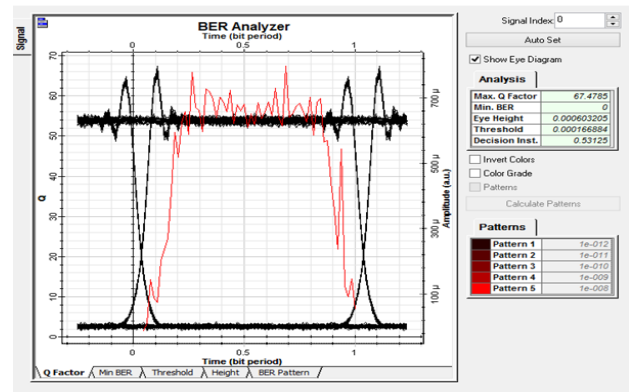 BER Analyzer
Time (bit period)
0 0.5 1
Signal
Q
70
60
50
40
30
20
10
0
700 µ
500 µ
300 µ
100 µ
Amplitude (a.u.)
0 0.5 1
Time (bit period)
Q Factor Min BER Threshold Height BER Pattern
Signal Index: 0
Auto Set
Show Eye Diagram
Analysis
Max. Q Factor 67.4785
Min. BER 0
Eye Height 0.000603205
Threshold 0.000166884
Decision Inst. 0.53125
Invert Colors
Color Grade
Patterns
Calculate Patterns
Patterns
Pattern 1 1e-012
Pattern 2 1e-011
Pattern 3 1e-010
Pattern 4 1e-009
Pattern 5 1e-008